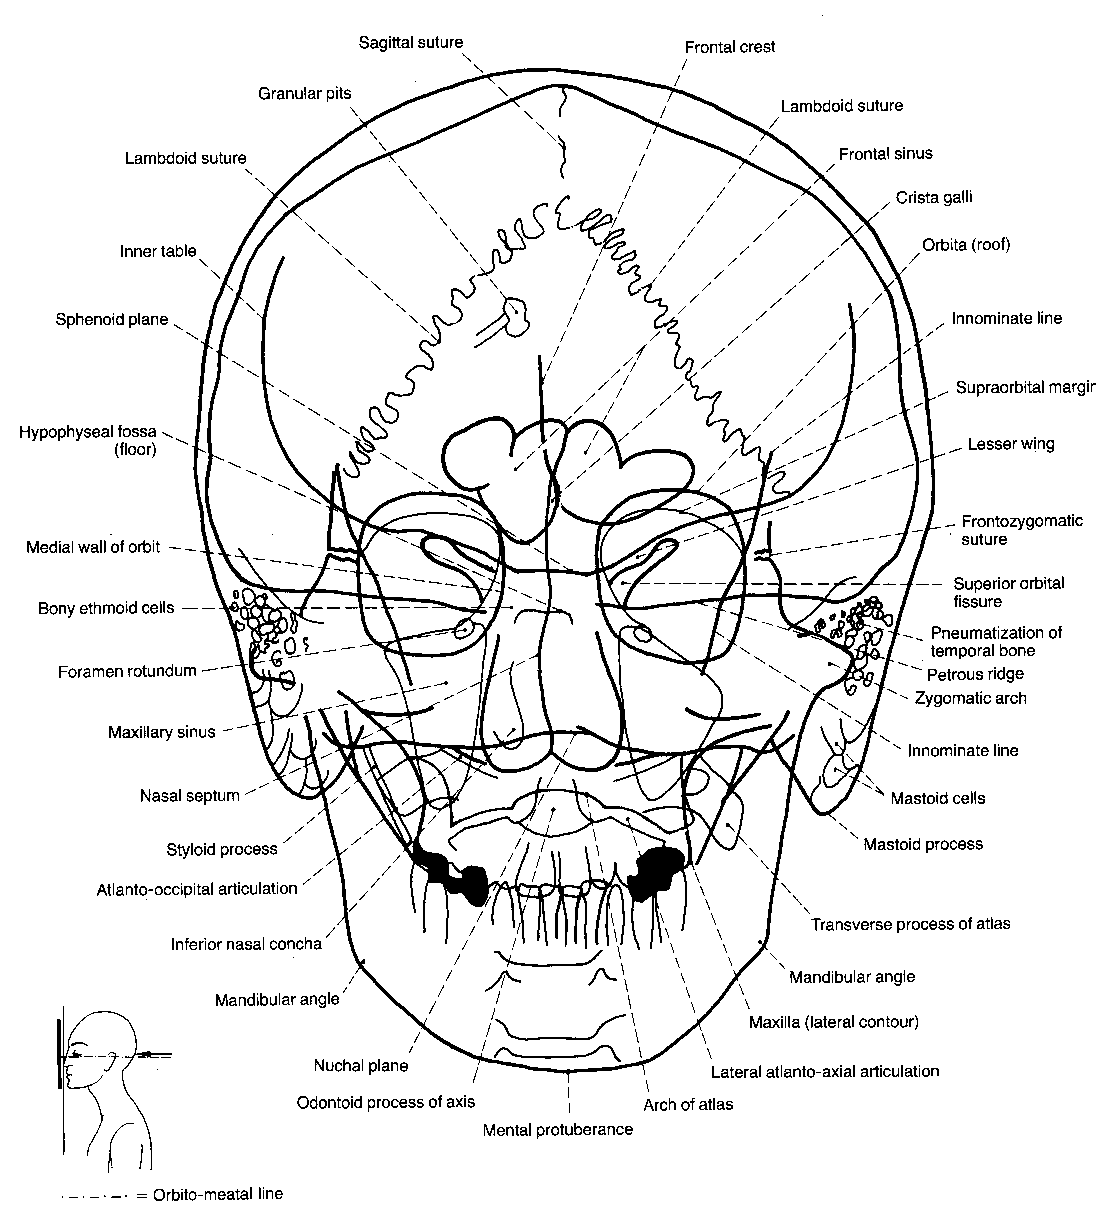 Sagittal suture
Frontal crest
Granular pits
Lambdoid suture
Lambdoid suture
Frontal sinus
Crista galli
Inner table
Orbita (roof)
Sphenoid plane
Innominate line
Supraorbital margin
Hypophyseal fossa
(floor)
Lesser wing
Frontozygomatic
suture
Medial wall of orbit
Superior orbital
fissure
Bony ethmoid cells
Pneumatization of
temporal bone
Foramen rotundum
Petrous ridge
Zygomatic arch
Maxillary sinus
Innominate line
Nasal septum
Mastoid cells
Styloid process
Mastoid process
Atlanto-occipital articulation
Transverse process of atlas
Inferior nasal concha
Mandibular angle
Mandibular angle
Maxilla (lateral contour)
Nuchal plane
Lateral atlanto-axial articulation
Odontoid process of axis
Arch of atlas
Mental protuberance
= Orbito-meatal line